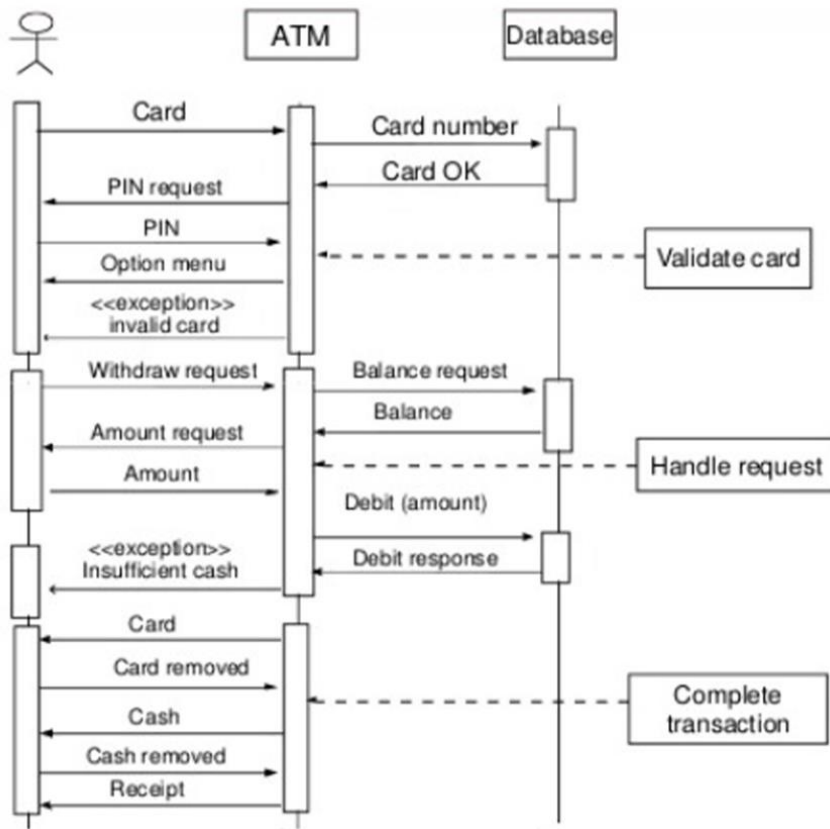 ATM
Database
Card
Card number
Card OK
PIN request
PIN
Validate card
Option menu
<<exception>>
invalid card
Withdraw request
Balance request
Balance
Amount request
Handle request
Amount
Debit (amount)
<<exception>>
Insufficient cash
Debit response
Card
Card removed
Complete
transaction
Cash
Cash removed
Receipt